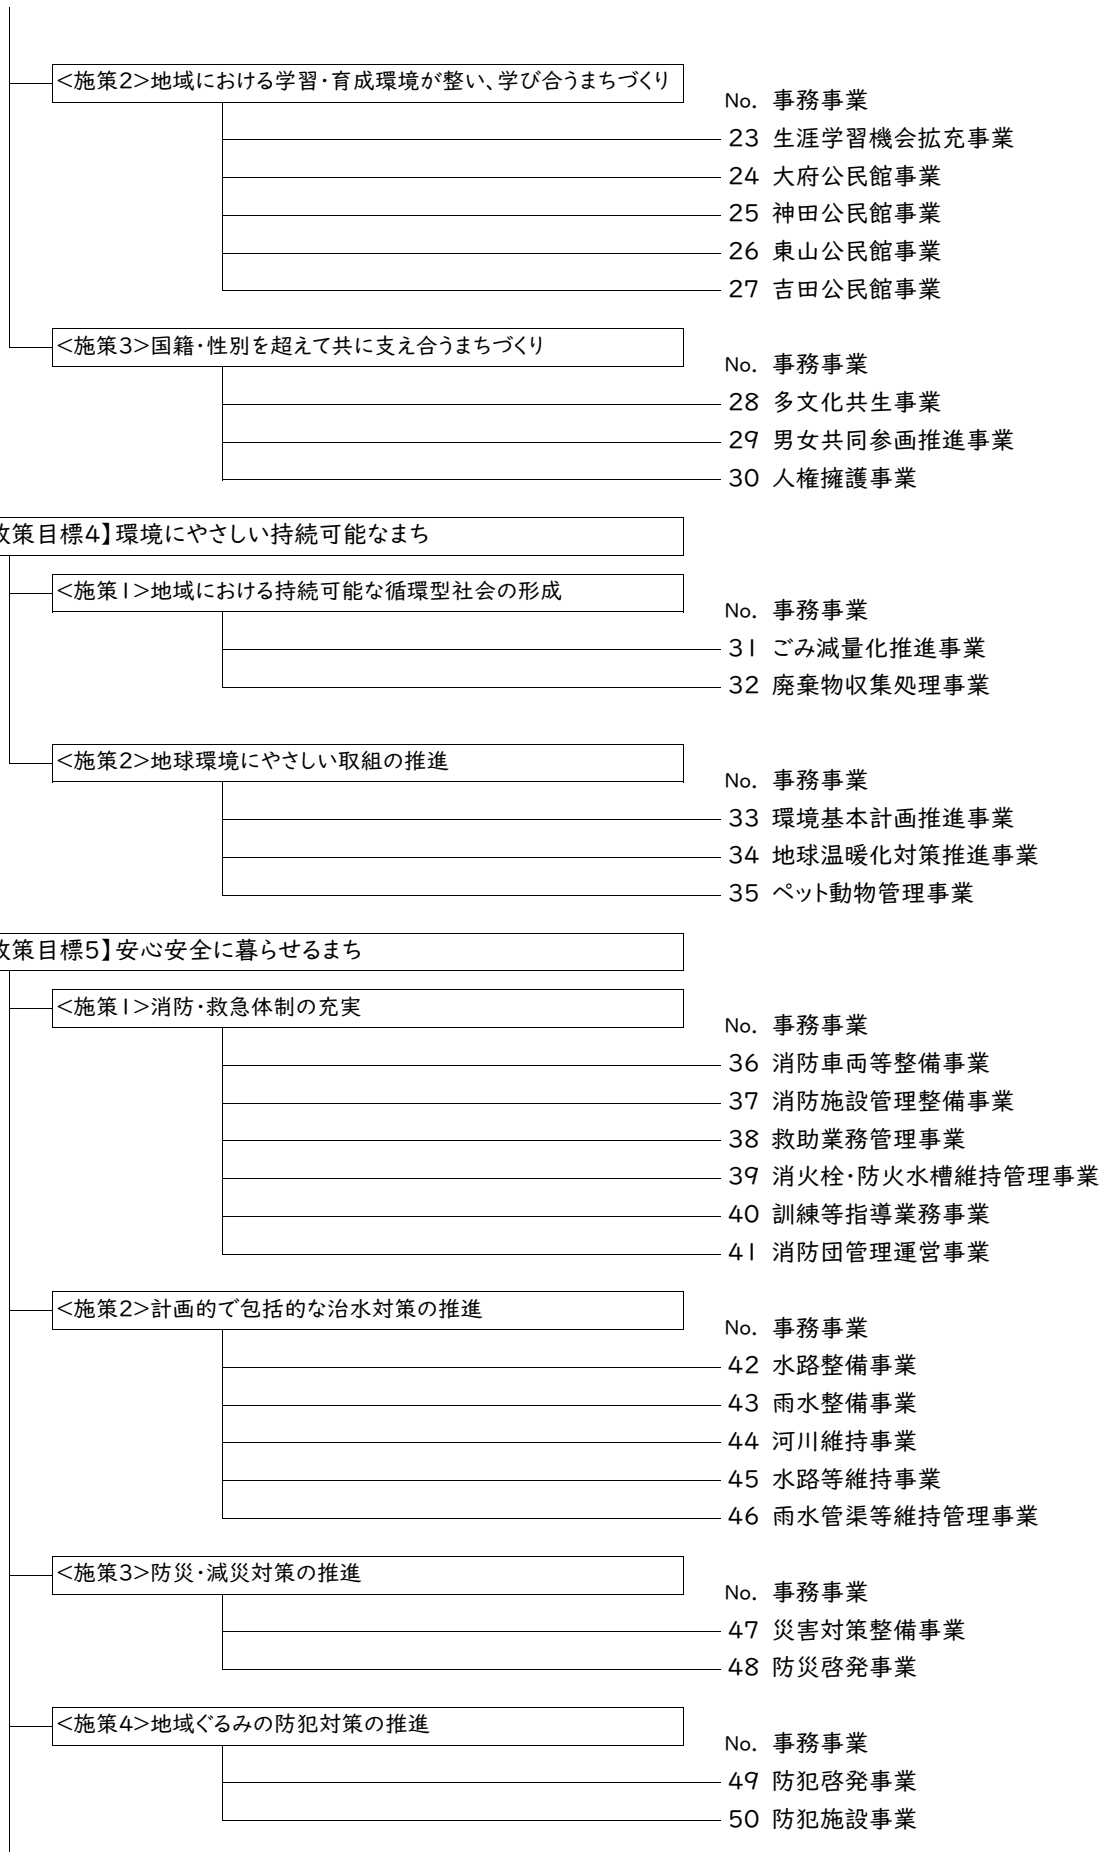 <施策2>地域における学習・育成環境が整い、学び合うまちづくり
No. 事務事業
23 生涯学習機会拡充事業
24 大府公民館事業
25 神田公民館事業
26 東山公民館事業
27 吉田公民館事業
<施策3>国籍・性別を超えて共に支え合うまちづくり
No. 事務事業
28 多文化共生事業
29 男女共同参画推進事業
30 人権擁護事業
政策目標4】環境にやさしい持続可能なまち
<施策1>地域における持続可能な循環型社会の形成
No. 事務事業
31 ごみ減量化推進事業
32 廃棄物収集処理事業
<施策2>地球環境にやさしい取組の推進
No. 事務事業
33 環境基本計画推進事業
34 地球温暖化対策推進事業
35 ペット動物管理事業
政策目標5】安心安全に暮らせるまち
<施策1>消防・救急体制の充実
No. 事務事業
36 消防車両等整備事業
37 消防施設管理整備事業
38 救助業務管理事業
39 消火栓・防火水槽維持管理事業
40 訓練等指導業務事業
41 消防団管理運営事業
<施策2>計画的で包括的な治水対策の推進
No. 事務事業
42 水路整備事業
43 雨水整備事業
44 河川維持事業
45 水路等維持事業
46 雨水管渠等維持管理事業
<施策3>防災・減災対策の推進
No. 事務事業
47 災害対策整備事業
48 防災啓発事業
<施策4>地域ぐるみの防犯対策の推進
No. 事務事業
49 防犯啓発事業
50 防犯施設事業